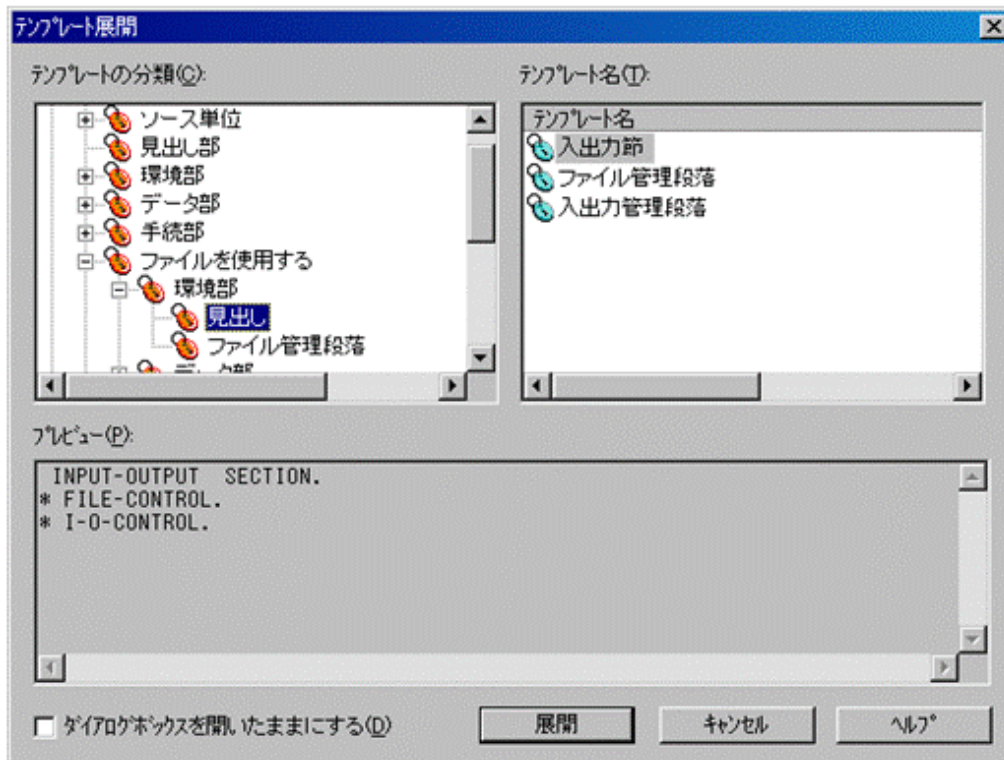 ﾃﾝﾌﾟﾚｰﾄ展開
ﾃﾝﾌﾟﾚｰﾄの分類(C):
ソース単位
見出し部
環境部
データ部
手続部
ファイルを使用する
環境部
見出し
ファイル管理段落
データ部
ﾃﾝﾌﾟﾚｰﾄ名(T):
ﾃﾝﾌﾟﾚｰﾄ名
入出力節
ファイル管理段落
入出力管理段落
ﾌﾟﾚﾋﾞｭｰ(P):
INPUT-OUTPUT  SECTION.
* FILE-CONTROL.
* I-O-CONTROL.
ﾀﾞｲｱﾛｸﾞﾎﾞｯｸｽを開いたままにする(D)
展開
ｷｬﾝｾﾙ
ﾍﾙﾌﾟ